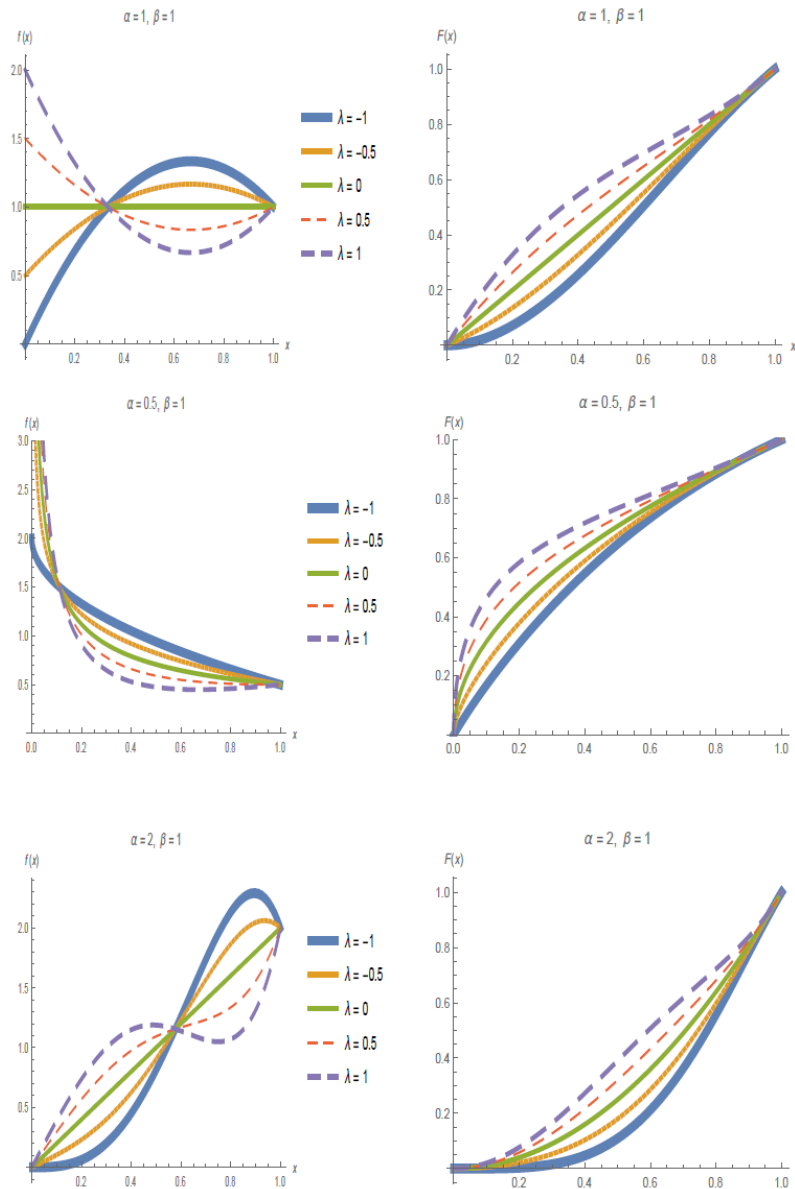 α = 1, β = 1
f(x)
2.0
1.5
1.0
0.5
0.2 0.4 0.6 0.8 1.0 x
λ = −1
λ = −0.5
λ = 0
λ = 0.5
λ = 1
α = 1, β = 1
F(x)
1.0
0.8
0.6
0.4
0.2
0.2 0.4 0.6 0.8 1.0 x
α = 0.5, β = 1
f(x)
3.0
2.5
2.0
1.5
1.0
0.5
0.0 0.2 0.4 0.6 0.8 1.0 x
λ = −1
λ = −0.5
λ = 0
λ = 0.5
λ = 1
α = 0.5, β = 1
F(x)
1.0
0.8
0.6
0.4
0.2
0.0 0.2 0.4 0.6 0.8 1.0 x
α = 2, β = 1
f(x)
2.0
1.5
1.0
0.5
0.2 0.4 0.6 0.8 1.0 x
λ = −1
λ = −0.5
λ = 0
λ = 0.5
λ = 1
α = 2, β = 1
F(x)
1.0
0.8
0.6
0.4
0.2
0.2 0.4 0.6 0.8 1.0 x